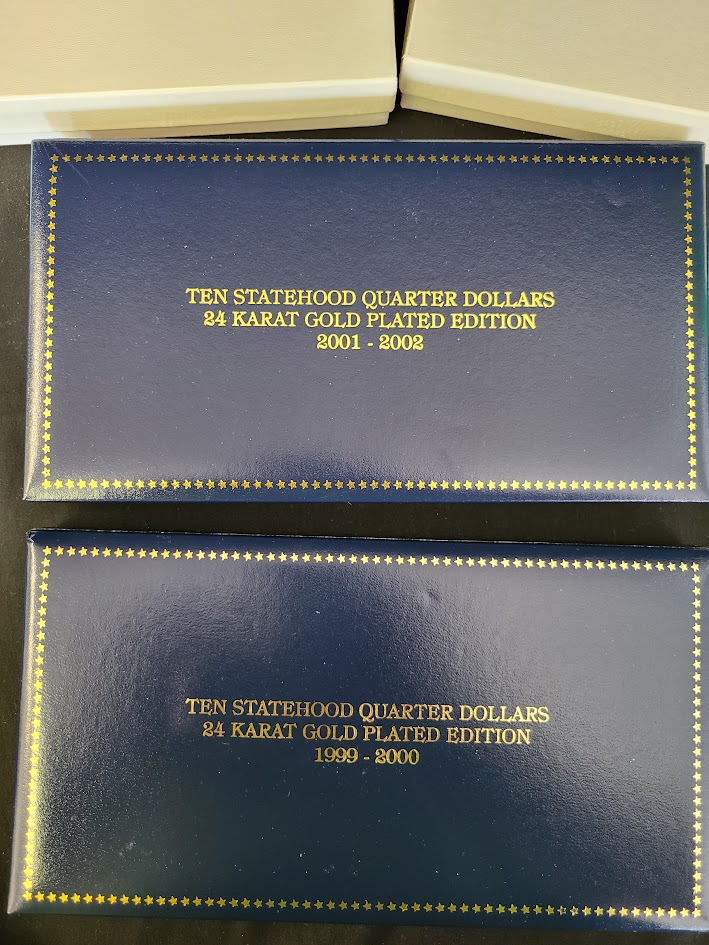 TEN STATEHOOD QUARTER DOLLARS
24 KARAT GOLD PLATED EDITION
2001 - 2002
TEN STATEHOOD QUARTER DOLLARS
24 KARAT GOLD PLATED EDITION
1999 - 2000